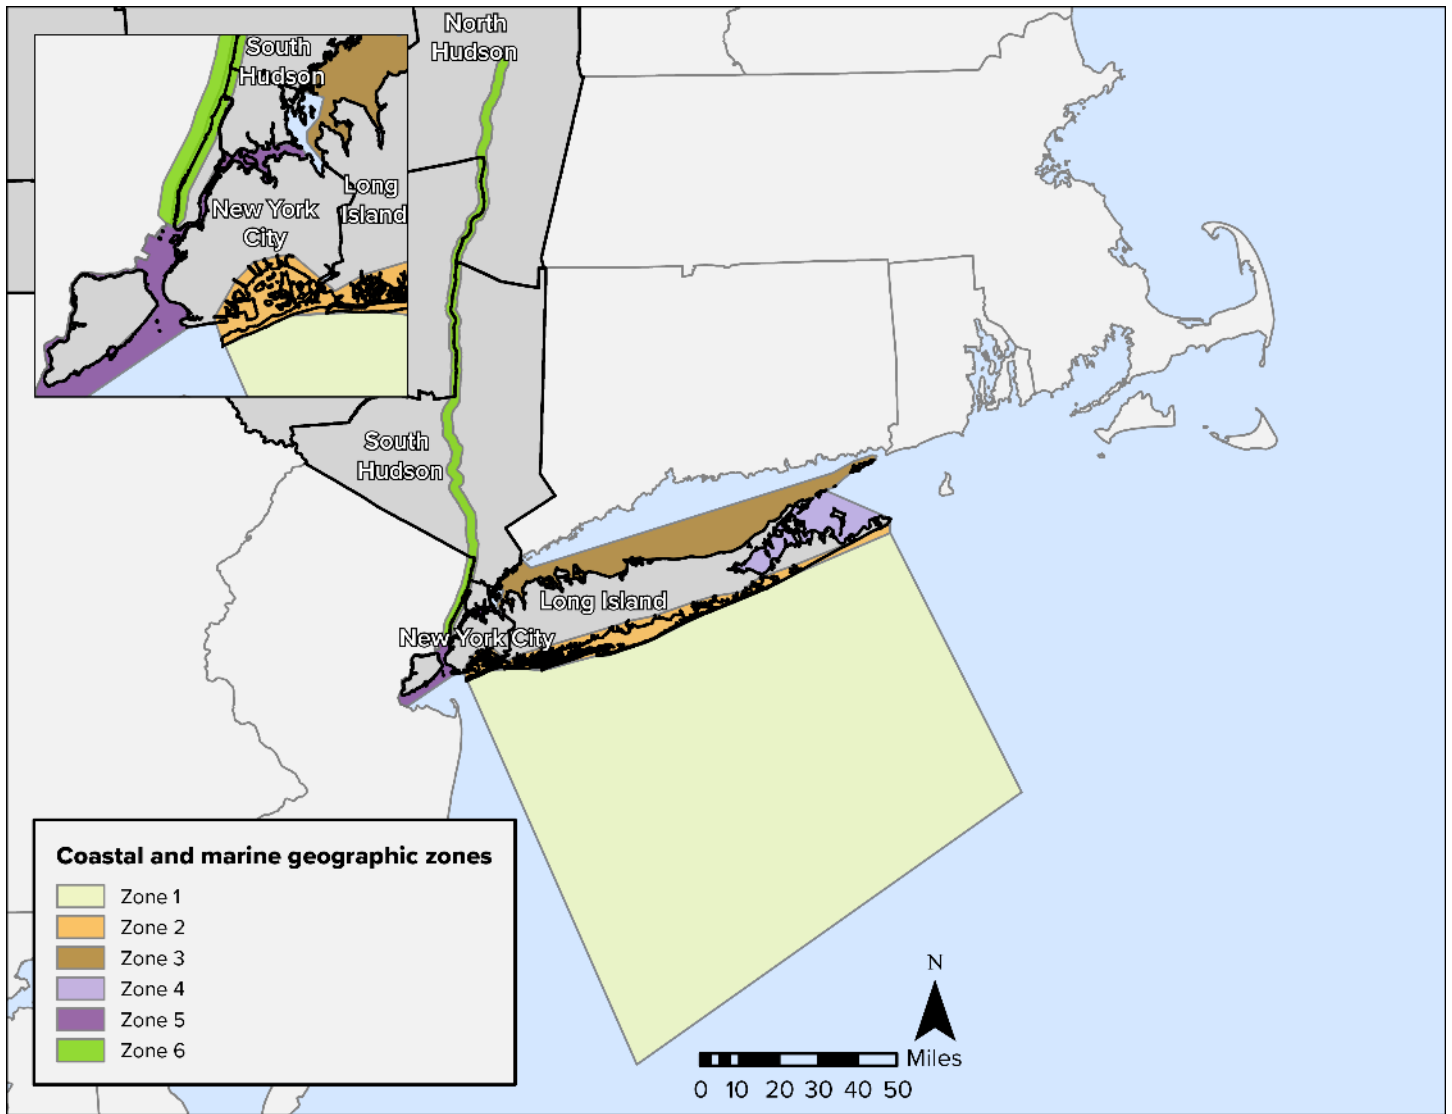 North
Hudson
South
Hudson
Long
Island
New York
City
South
Hudson
Long Island
New York City
Coastal and marine geographic zones
Zone 1
Zone 2
Zone 3
Zone 4
Zone 5
Zone 6
N
Miles
0 10 20 30 40 50